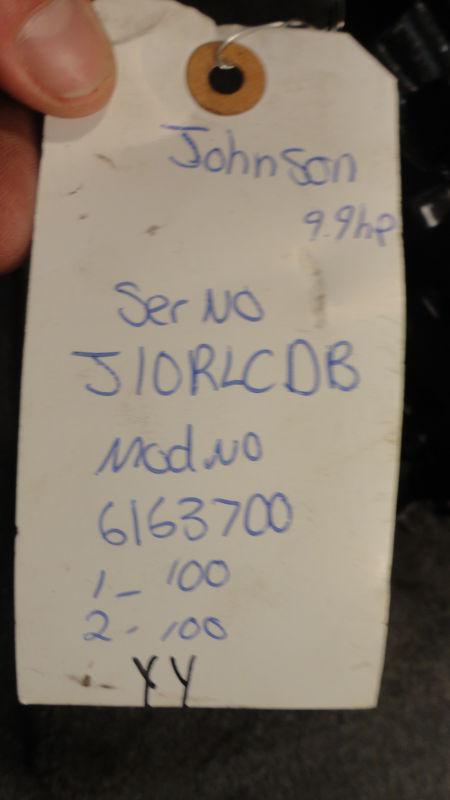 Johnson
9.9hp
Ser NO
J10RLCDB
Mod NO
6163700
1 - 100
2 - 100
XY